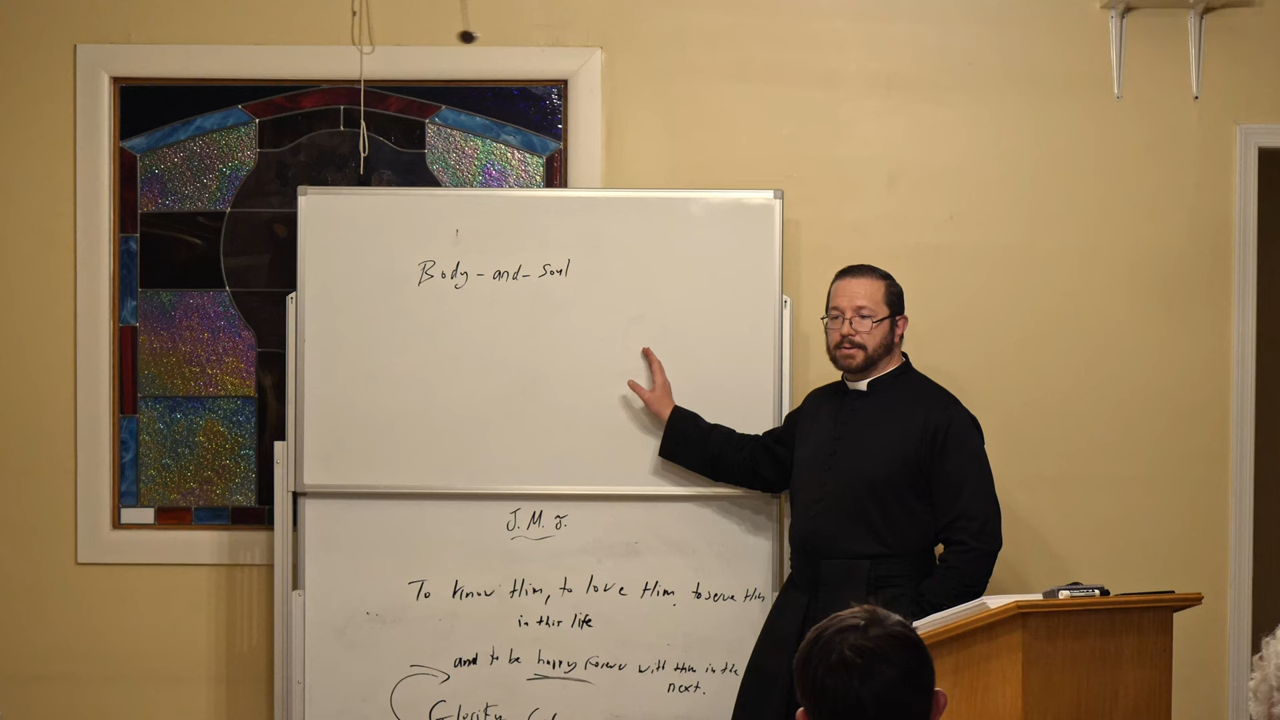 Body-and-Soul
J. M. J.
To know Him, to love Him, to serve Him
in this life
and to be happy forever with Him in the
next.